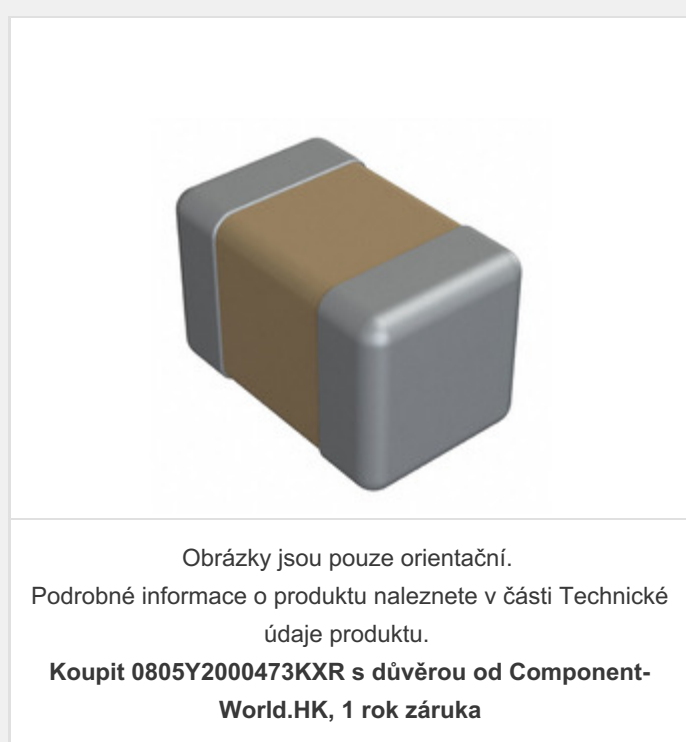 Obrázky jsou pouze orientační.
Podrobné informace o produktu naleznete v části Technické
údaje produktu.
Koupit 0805Y2000473KXR s důvěrou od Component-
World.HK, 1 rok záruka